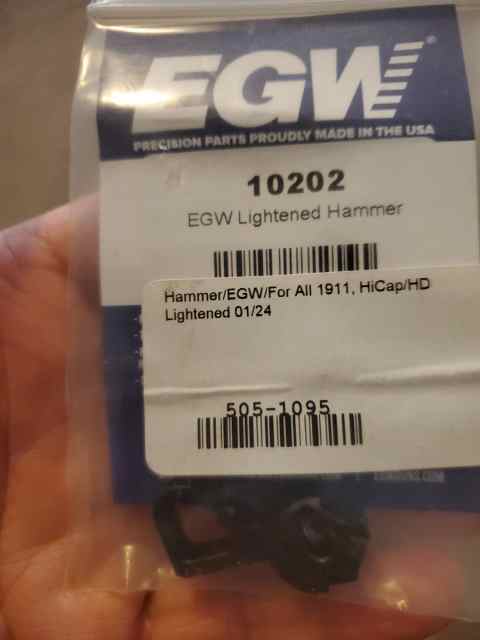 EGW®
PRECISION PARTS PROUDLY MADE IN THE USA
10202
EGW Lightened Hammer
Hammer/EGW/For All 1911, HiCap/HD
Lightened 01/24
505-1095